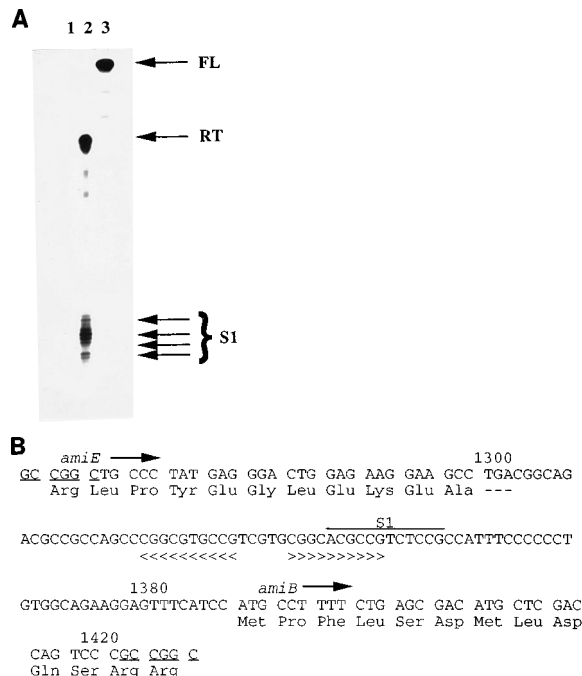 A
1 2 3
FL
RT
S1
B
amiE
1300
GC CGG CTG CCC TAT GAG GGA CTG GAG AAG GAA GCC TGACGGCAG
Arg Leu Pro Tyr Glu Gly Leu Glu Lys Glu Ala ---
S1
ACGCCGCCAGCCCGGCGTGCCGTCGTGCGGCACGCCGTCTCCGCCATTTCCCCCCT
<<<<<<<<<< >>>>>>>>>>
1380
amiB
GTGGCAGAAGGAGTTTCATCC ATG CCT TTT CTG AGC GAC ATG CTC GAC
Met Pro Phe Leu Ser Asp Met Leu Asp
1420
CAG TCC CGC CGG C
Gln Ser Arg Arg